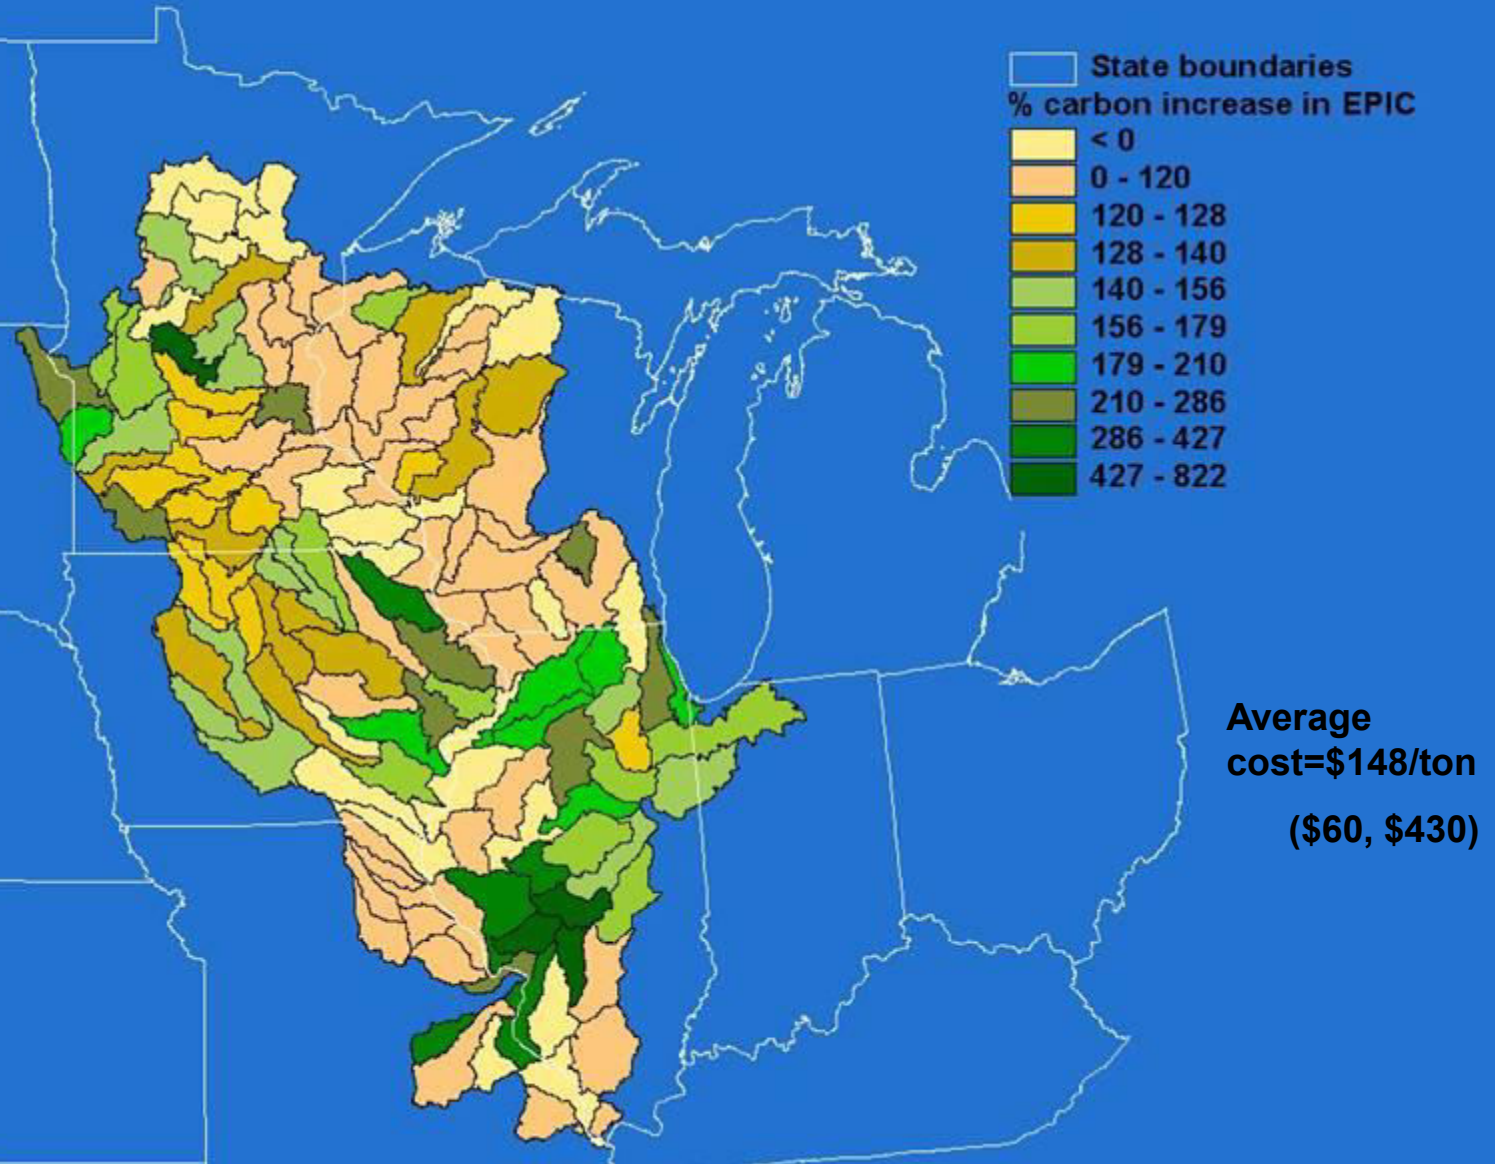 State boundaries
% carbon increase in EPIC
< 0
0 - 120
120 - 128
128 - 140
140 - 156
156 - 179
179 - 210
210 - 286
286 - 427
427 - 822
Average
cost=$148/ton
($60, $430)